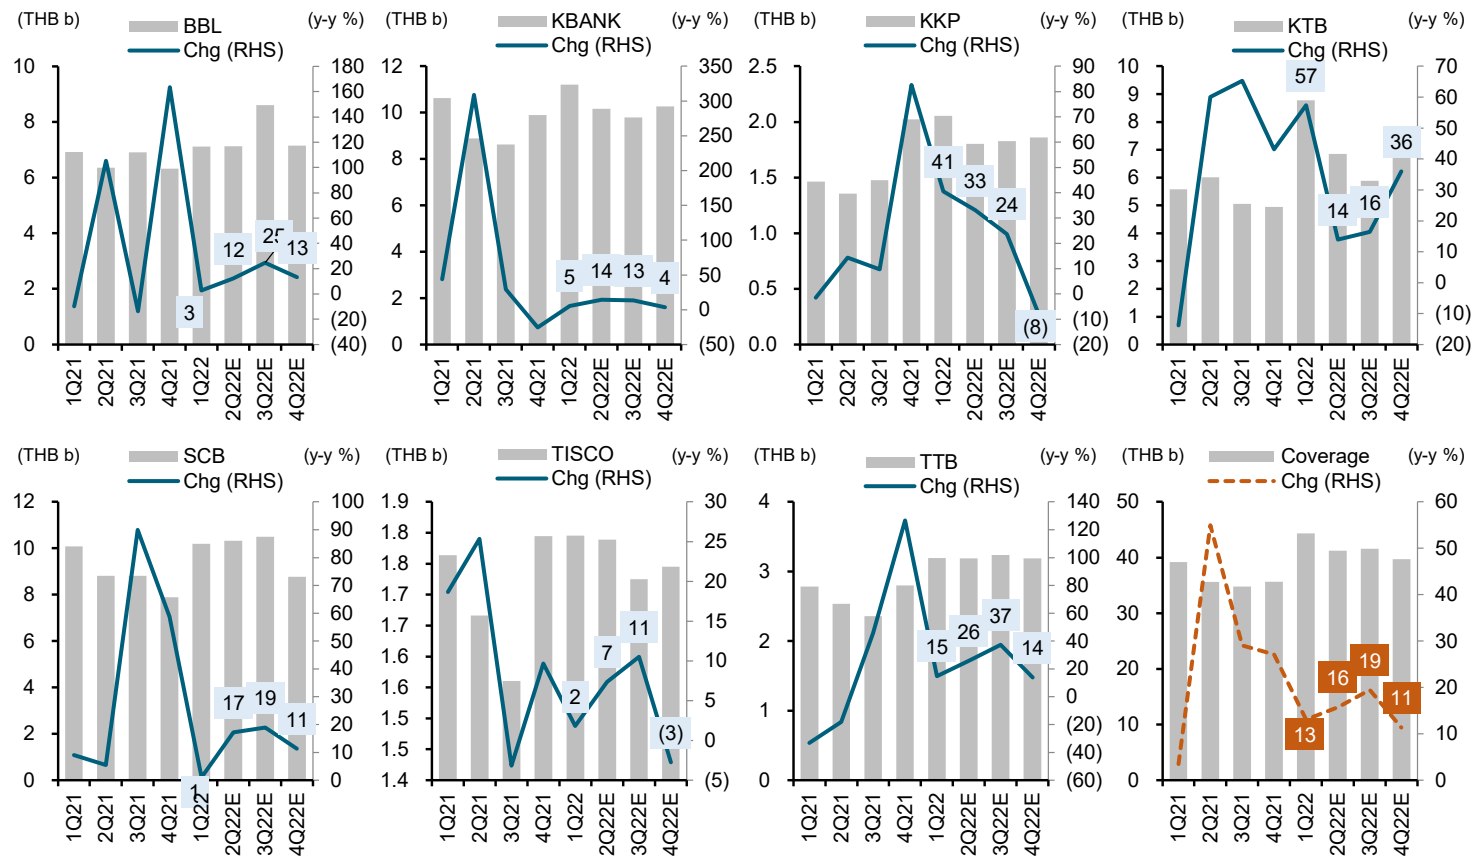 (THB b)
BBL
Chg (RHS)
(y-y %)
10
8
6
4
2
0
180
160
140
120
100
80
60
40
20
0
(20)
(40)
3
12
25
13
1Q21
2Q21
3Q21
4Q21
1Q22
2Q22E
3Q22E
4Q22E
(THB b)
KBANK
Chg (RHS)
(y-y %)
12
10
8
6
4
2
0
350
300
250
200
150
100
50
0
(50)
5
14
13
4
1Q21
2Q21
3Q21
4Q21
1Q22
2Q22E
3Q22E
4Q22E
(THB b)
KKP
Chg (RHS)
(y-y %)
2.5
2.0
1.5
1.0
0.5
0.0
90
80
70
60
50
40
30
20
10
0
(10)
(20)
41
33
24
(8)
1Q21
2Q21
3Q21
4Q21
1Q22
2Q22E
3Q22E
4Q22E
(THB b)
KTB
Chg (RHS)
(y-y %)
10
9
8
7
6
5
4
3
2
1
0
70
60
50
40
30
20
10
0
(10)
(20)
57
14
16
36
1Q21
2Q21
3Q21
4Q21
1Q22
2Q22E
3Q22E
4Q22E
(THB b)
SCB
Chg (RHS)
(y-y %)
12
10
8
6
4
2
0
100
90
80
70
60
50
40
30
20
10
0
1
17
19
11
1Q21
2Q21
3Q21
4Q21
1Q22
2Q22E
3Q22E
4Q22E
(THB b)
TISCO
Chg (RHS)
(y-y %)
1.9
1.8
1.8
1.7
1.7
1.6
1.6
1.5
1.5
1.4
30
25
20
15
10
5
0
(5)
2
7
11
(3)
1Q21
2Q21
3Q21
4Q21
1Q22
2Q22E
3Q22E
4Q22E
(THB b)
TTB
Chg (RHS)
(y-y %)
4
3
2
1
0
140
120
100
80
60
40
20
0
(20)
(40)
(60)
15
26
37
14
1Q21
2Q21
3Q21
4Q21
1Q22
2Q22E
3Q22E
4Q22E
(THB b)
Coverage
Chg (RHS)
(y-y %)
50
40
30
20
10
0
60
50
40
30
20
10
0
13
16
19
11
1Q21
2Q21
3Q21
4Q21
1Q22
2Q22E
3Q22E
4Q22E